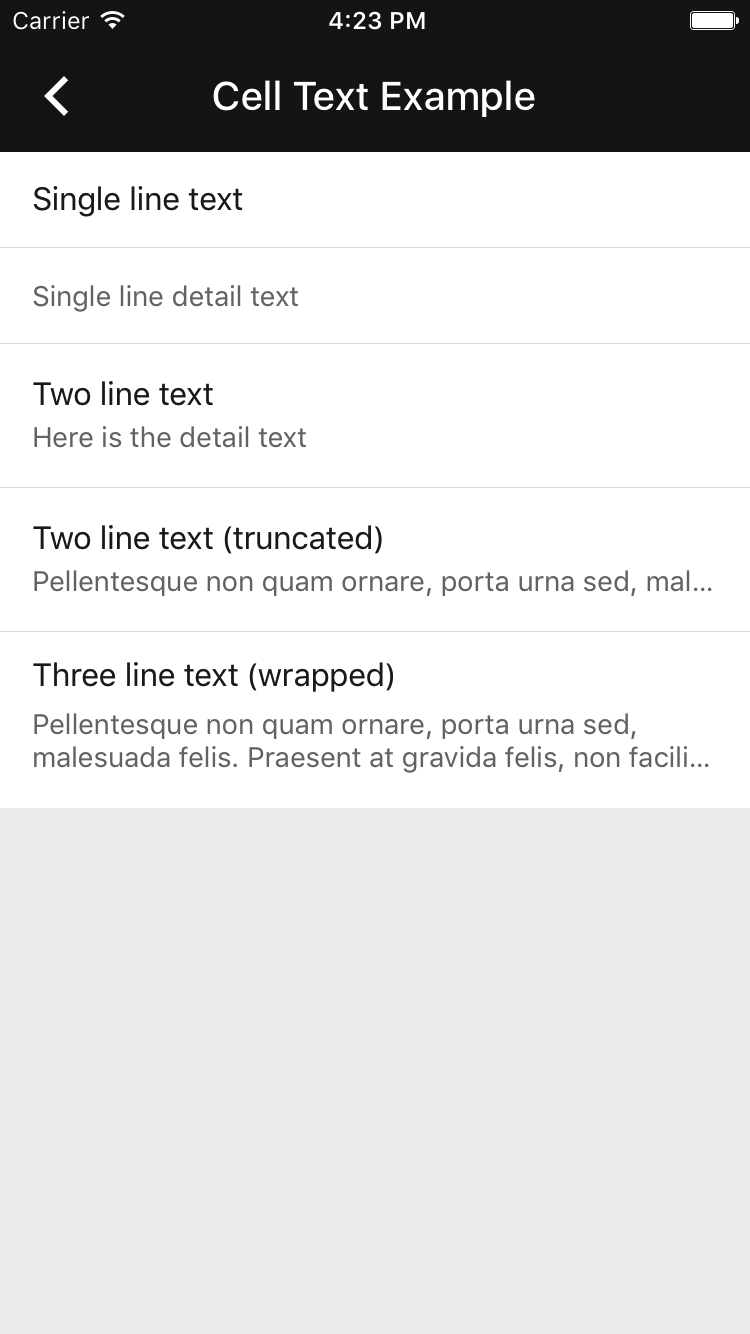 Carrier 4:23 PM
Cell Text Example
Single line text
Single line detail text
Two line text
Here is the detail text
Two line text (truncated)
Pellentesque non quam ornare, porta urna sed, mal...
Three line text (wrapped)
Pellentesque non quam ornare, porta urna sed,
malesuada felis. Praesent at gravida felis, non facili...